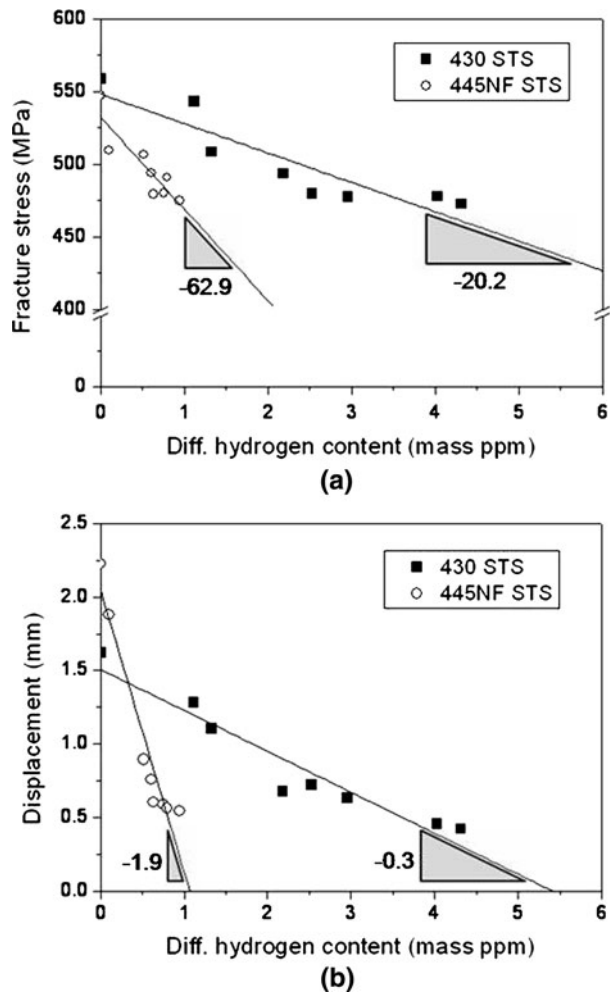 600
550
500
450
400
0
Fracture stress (MPa)
430 STS
445NF STS
-62.9
-20.2
0 1 2 3 4 5 6
Diff. hydrogen content (mass ppm)
(a)
2.5
2.0
1.5
1.0
0.5
0.0
Displacement (mm)
430 STS
445NF STS
-1.9
-0.3
0 1 2 3 4 5 6
Diff. hydrogen content (mass ppm)
(b)